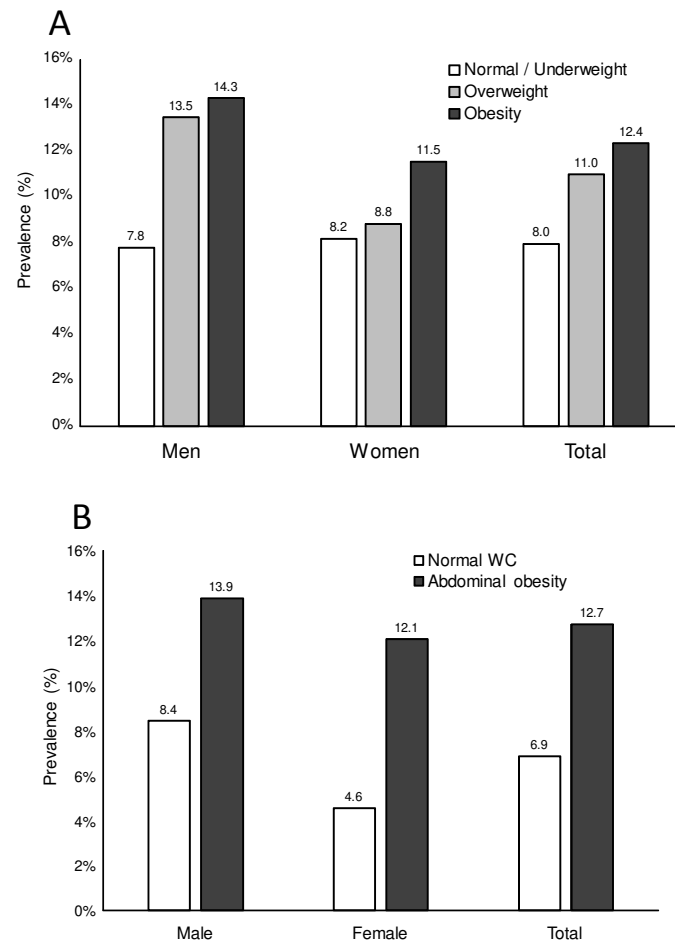 A
16%
14%
12%
10%
8%
6%
4%
2%
0%
Prevalence (%)
Normal / Underweight
Overweight
Obesity
7.8
13.5
14.3
8.2
8.8
11.5
8.0
11.0
12.4
Men
Women
Total
B
16%
14%
12%
10%
8%
6%
4%
2%
0%
Prevalence (%)
Normal WC
Abdominal obesity
8.4
13.9
4.6
12.1
6.9
12.7
Male
Female
Total